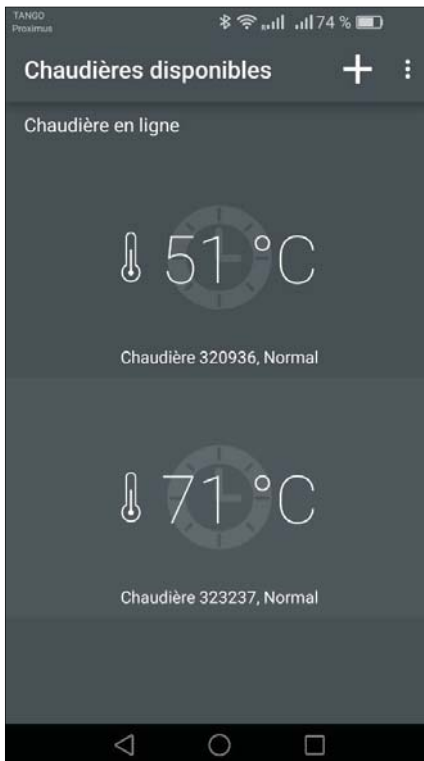 TANGO
Proximus
74 %
Chaudières disponibles
Chaudière en ligne
51 °C
Chaudière 320936, Normal
71 °C
Chaudière 323237, Normal